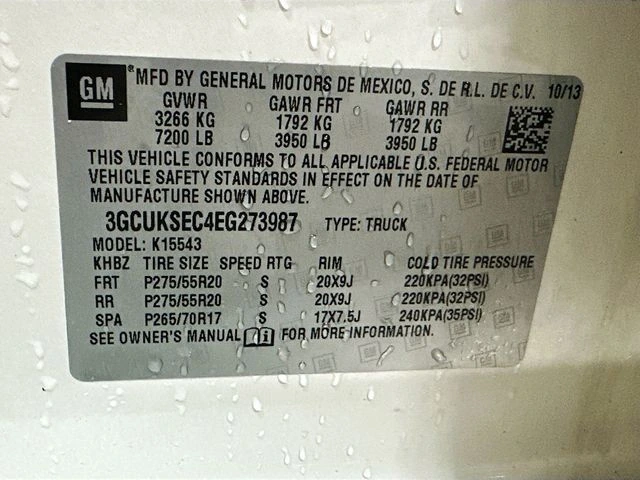 GM ® MFD BY GENERAL MOTORS DE MEXICO, S. DE R.L. DE C.V. 10/13
GVWR GAWR FRT GAWR RR
3266 KG 1792 KG 1792 KG
7200 LB 3950 LB 3950 LB
THIS VEHICLE CONFORMS TO ALL APPLICABLE U.S. FEDERAL MOTOR
VEHICLE SAFETY STANDARDS IN EFFECT ON THE DATE OF
MANUFACTURE SHOWN ABOVE.
3GCUKSEC4EG273987 TYPE: TRUCK
MODEL: K15543
KHBZ TIRE SIZE SPEED RTG RIM COLD TIRE PRESSURE
FRT P275/55R20 S 20X9J 220KPA(32PSI)
RR P275/55R20 S 20X9J 220KPA(32PSI)
SPA P265/70R17 S 17X7.5J 240KPA(35PSI)
SEE OWNER'S MANUAL FOR MORE INFORMATION.